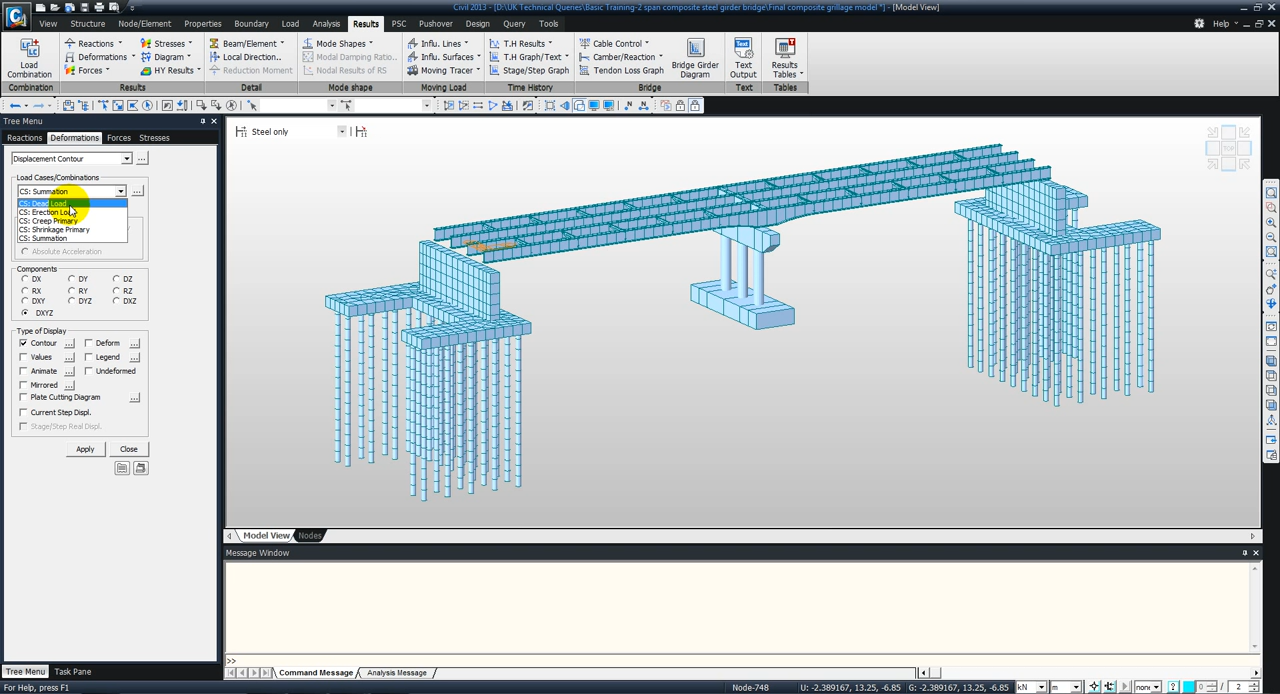 Civil 2013 - [D:\UK Technical Queries\Basic Training-2 span composite steel girder bridge\Final composite grillage model *] - [Model View]
View Structure Node/Element Properties Boundary Load Analysis Results PSC Pushover Design Query Tools Help
Load Combination
Combination
Reactions
Deformations
Forces
Stresses
Diagram
HY Results
Results
Beam/Element
Local Direction..
Reduction Moment
Detail
Mode Shapes
Modal Damping Ratio..
Nodal Results of RS
Mode shape
Influ. Lines
Influ. Surfaces
Moving Tracer
Moving Load
T.H Results
T.H Graph/Text
Stage/Step Graph
Time History
Cable Control
Camber/Reaction
Tendon Loss Graph
Bridge Girder Diagram
Bridge
Text Output
Text
Results Tables
Tables
Tree Menu
Reactions Deformations Forces Stresses
Displacement Contour
Load Cases/Combinations
CS: Summation
CS: Dead Load
CS: Erection Load
CS: Creep Primary
CS: Shrinkage Primary
CS: Summation
Absolute Acceleration
Components
DX DY DZ
RX RY RZ
DXY DYZ DXZ
DXYZ
Type of Display
Contour ... Deform ...
Values ... Legend ...
Animate ... Undeformed
Mirrored ...
Plate Cutting Diagram ...
Current Step Displ.
Stage/Step Real Displ.
Apply Close
Steel only
TOP
Model View Nodes
Message Window
>>
Command Message Analysis Message
Tree Menu Task Pane
For Help, press F1
Node-748
U: -2.389167, 13.25, -6.85 G: -2.389167, 13.25, -6.85
kN m
none ? 0 / 2